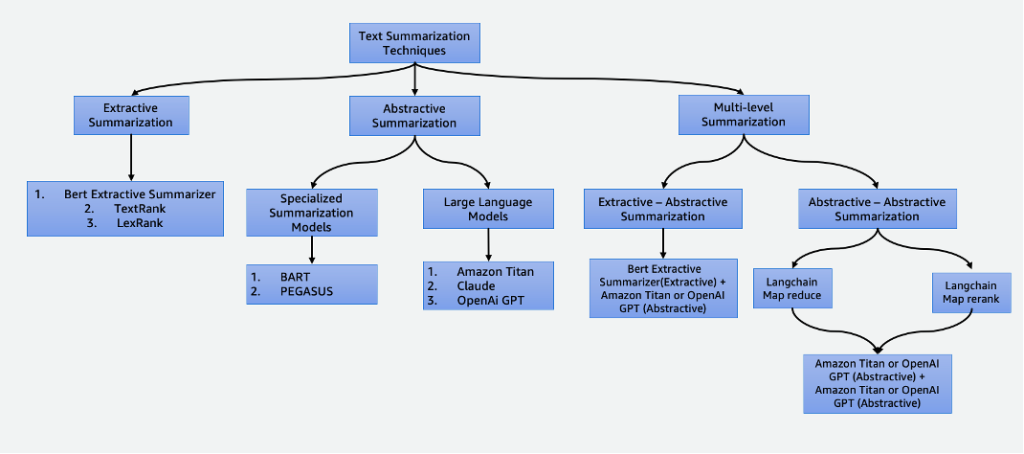 Text Summarization
Techniques
Extractive
Summarization
Abstractive
Summarization
Multi-level
Summarization
1. Bert Extractive Summarizer
2. TextRank
3. LexRank
Specialized
Summarization
Models
Large Language
Models
Extractive – Abstractive
Summarization
Abstractive – Abstractive
Summarization
1. BART
2. PEGASUS
1. Amazon Titan
2. Claude
3. OpenAi GPT
Bert Extractive
Summarizer(Extractive) +
Amazon Titan or OpenAI
GPT (Abstractive)
Langchain
Map reduce
Langchain
Map rerank
Amazon Titan or OpenAI
GPT (Abstractive) +
Amazon Titan or OpenAI
GPT (Abstractive)